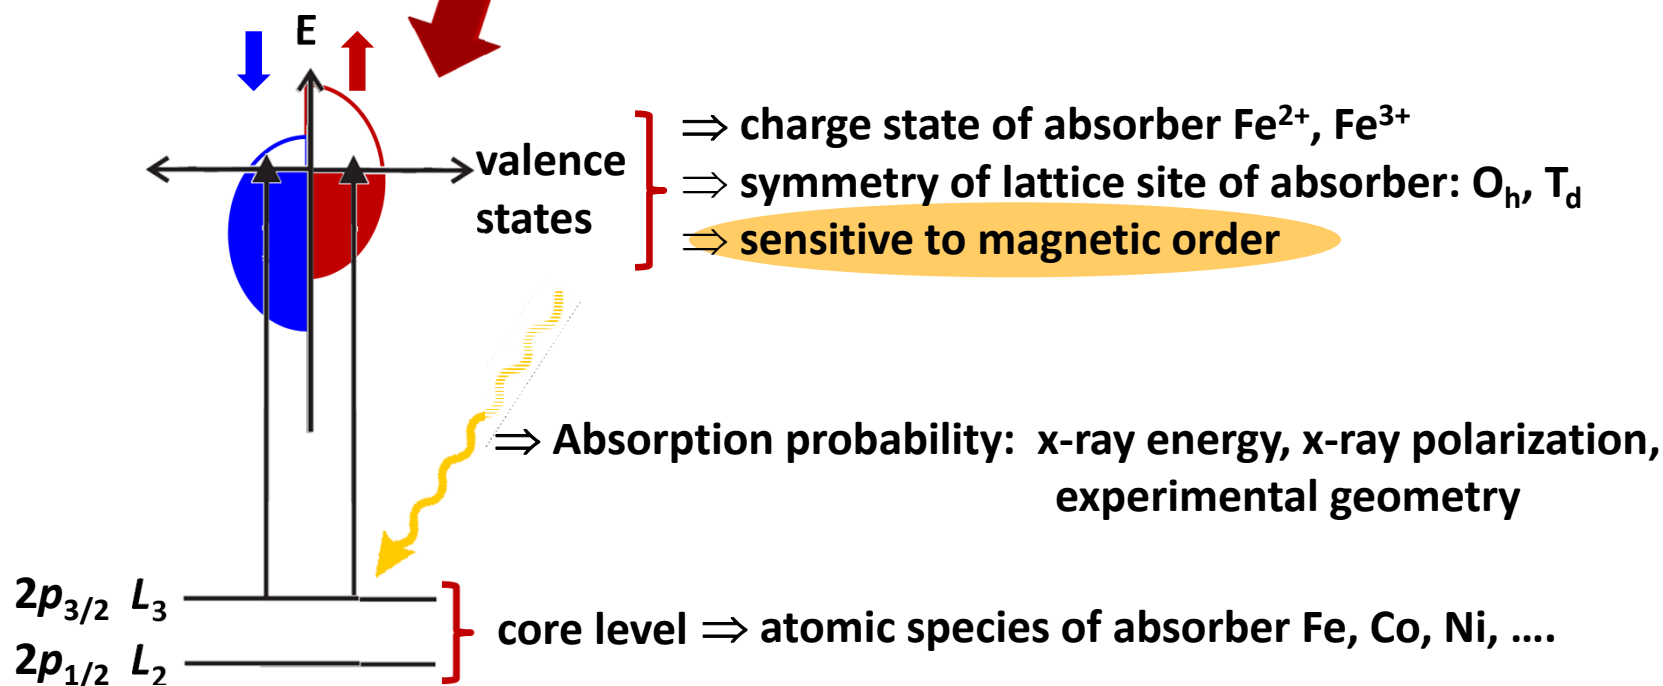 E
valence
states
⇒ charge state of absorber Fe²⁺, Fe³⁺
⇒ symmetry of lattice site of absorber: Oₕ, T_d
⇒ sensitive to magnetic order
⇒ Absorption probability: x-ray energy, x-ray polarization,
experimental geometry
2p₃/₂ L₃
2p₁/₂ L₂
core level ⇒ atomic species of absorber Fe, Co, Ni, ....